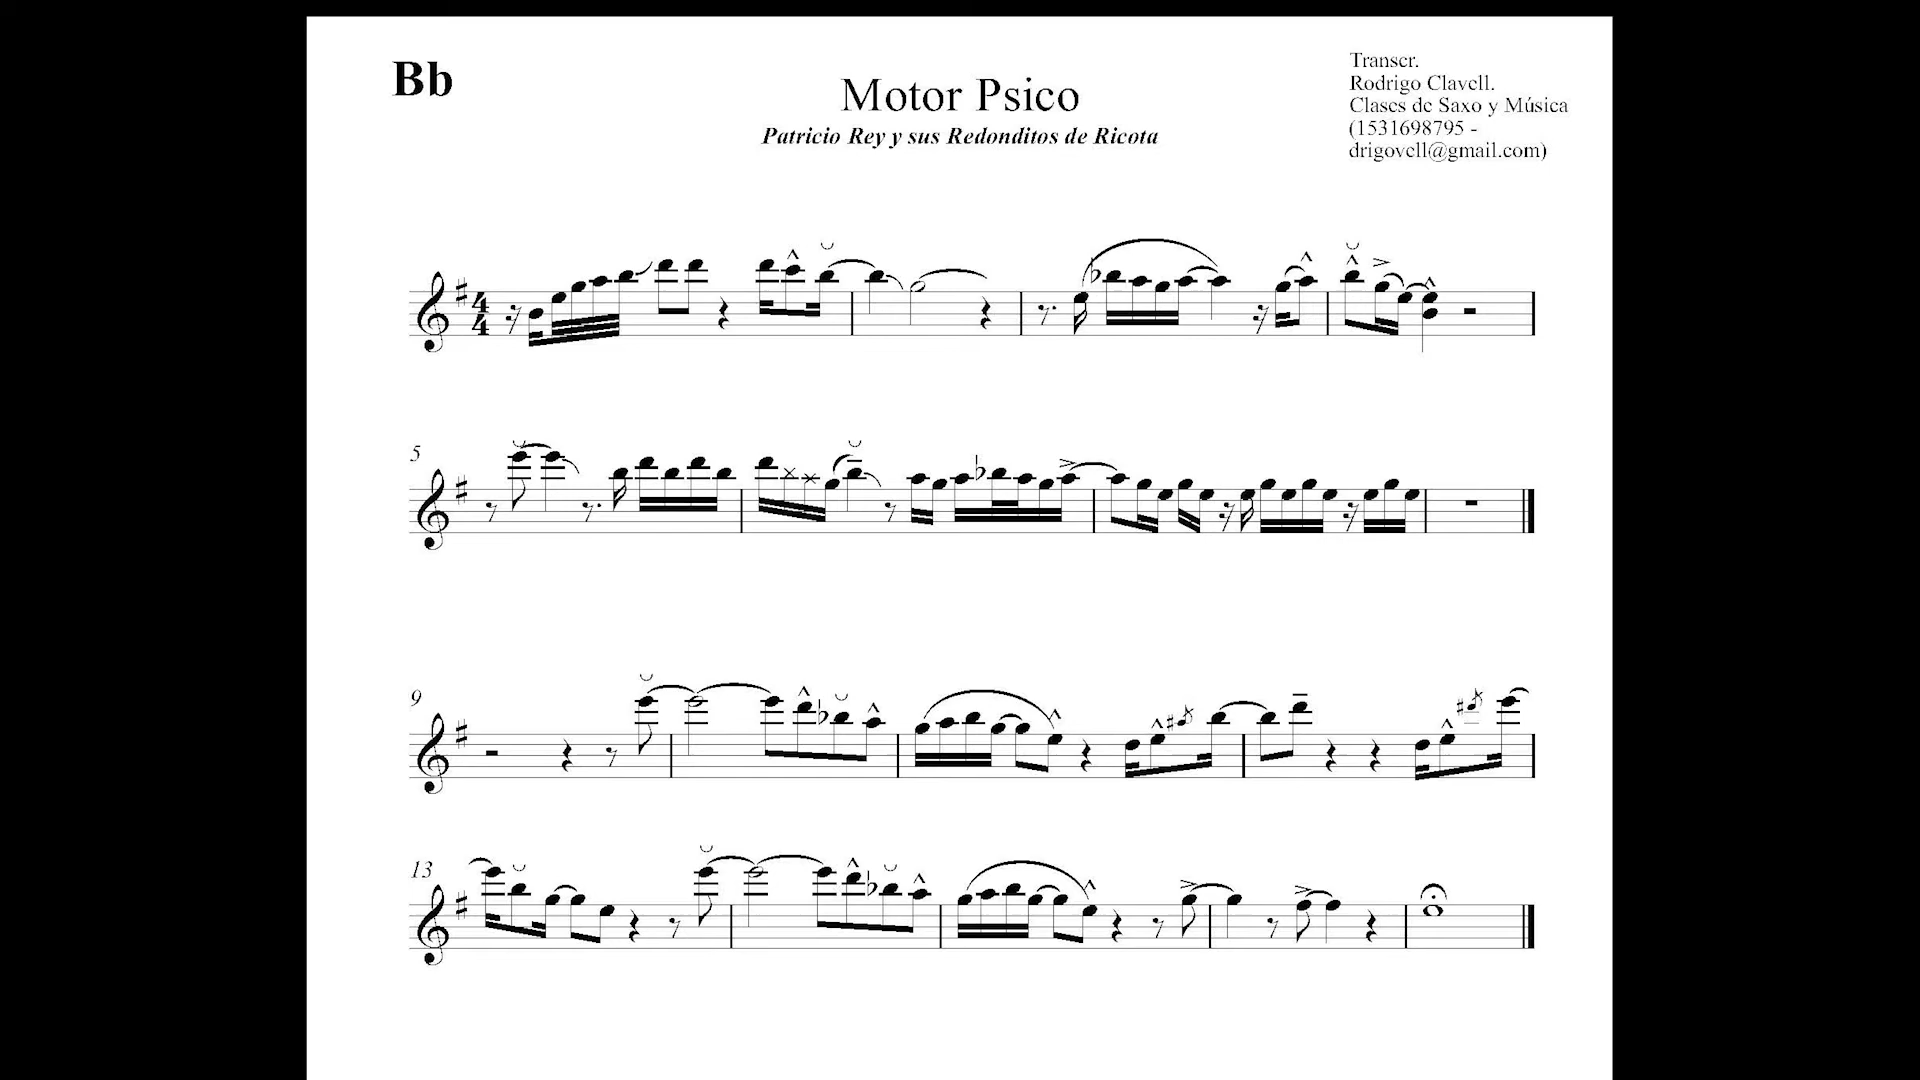 Bb
Motor Psico
Patricio Rey y sus Redonditos de Ricota
Transcr.
Rodrigo Clavell.
Clases de Saxo y Música
(1531698795 -
drigovell@gmail.com)
4
4
5
9
13